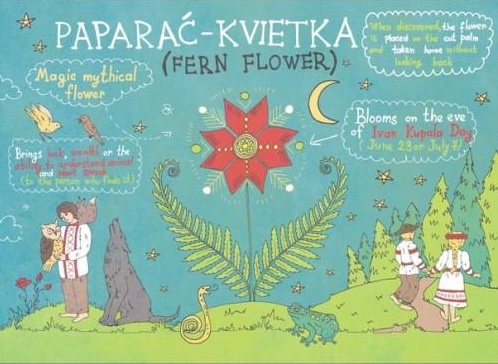 PAPARAĆ-KVIETKA
(FERN FLOWER)
When discovered, the flower
is placed on the cut palm
and taken home without
looking back
Magic mythical
flower
Blooms on the eve
of Ivan Kupala Day
(June 23 or July 7)
Brings luck, wealth or the
ability to understand animal
and speech
(to the person who finds it)